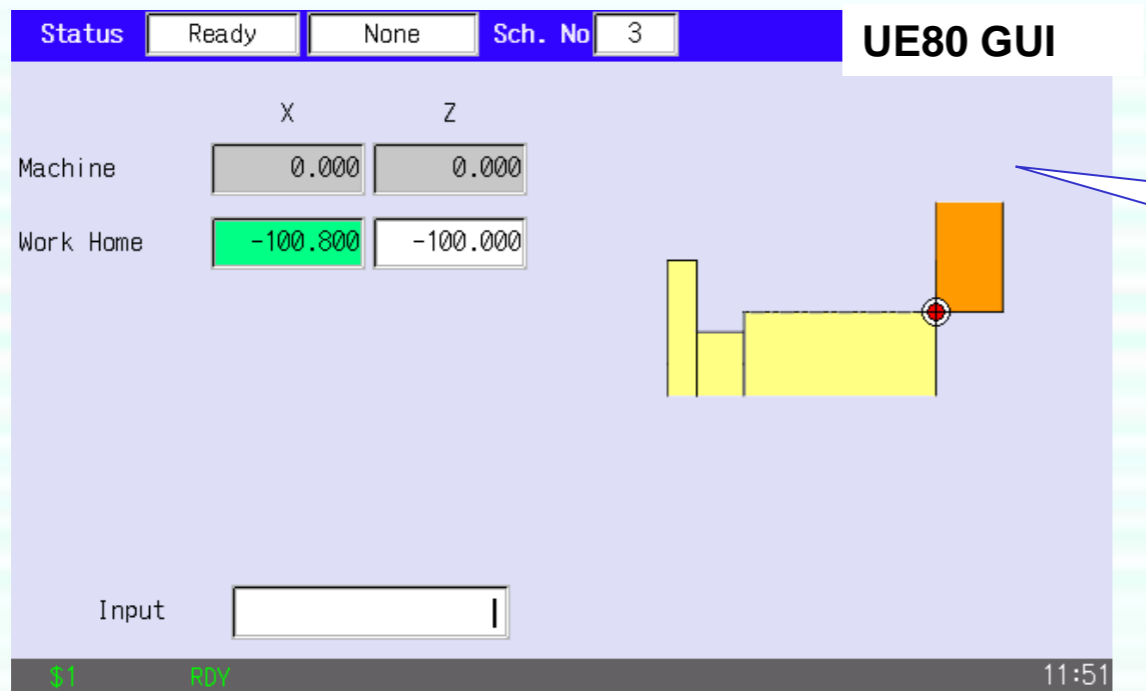 Status Ready None Sch. No 3 UE80 GUI
X Z
Machine 0.000 0.000
Work Home -100.800 -100.000
Input
$1 RDY 11:51